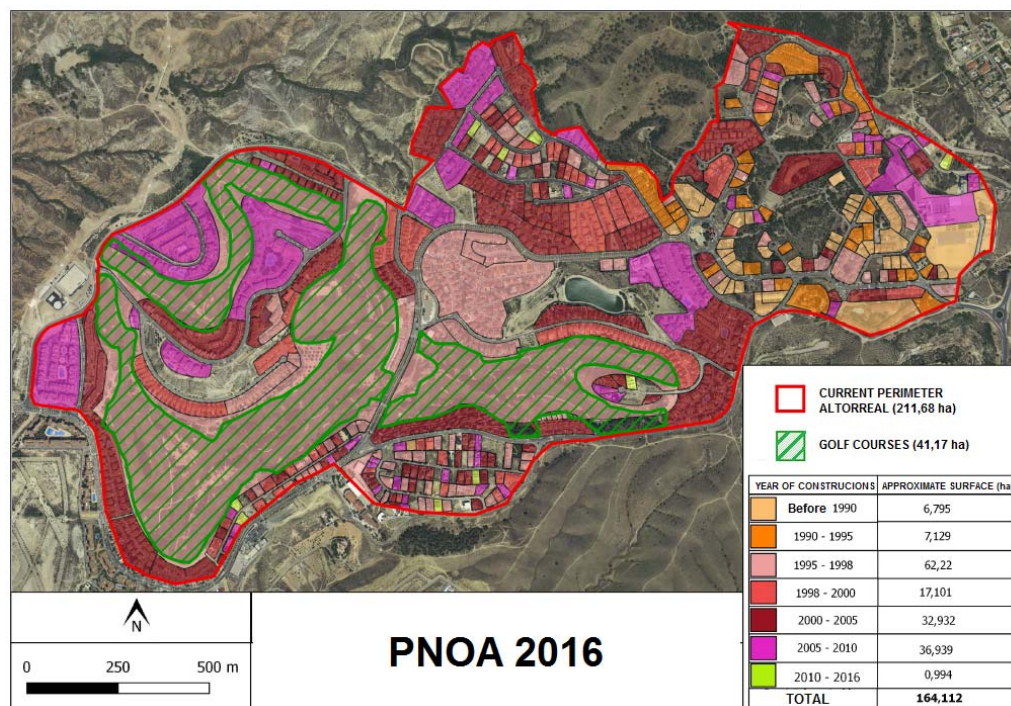 CURRENT PERIMETER
ALTORREAL (211,68 ha)
GOLF COURSES (41,17 ha)
YEAR OF CONSTRUCIONS APPROXIMATE SURFACE (ha
Before 1990 6,795
1990 - 1995 7,129
1995 - 1998 62,22
1998 - 2000 17,101
2000 - 2005 32,932
2005 - 2010 36,939
2010 - 2016 0,994
TOTAL 164,112
N
0 250 500 m
PNOA 2016